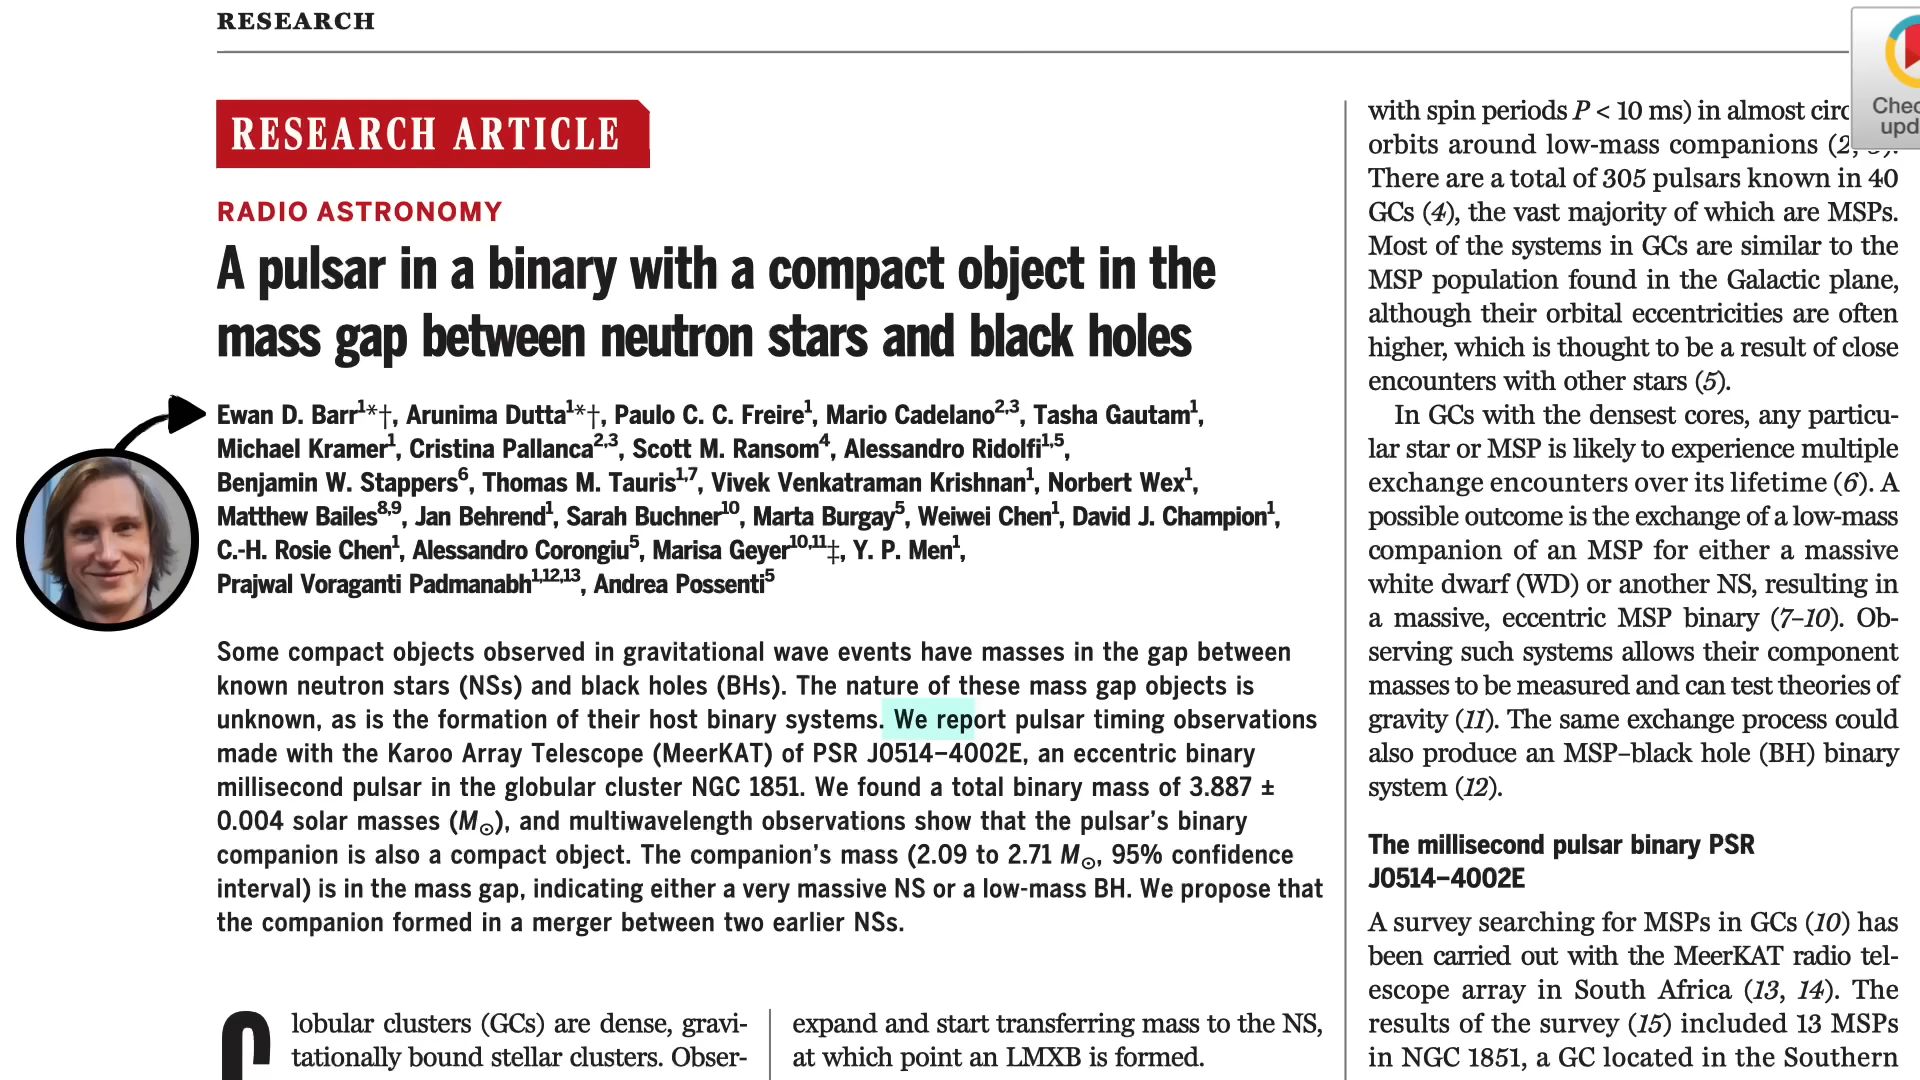 RESEARCH
RESEARCH ARTICLE
RADIO ASTRONOMY
A pulsar in a binary with a compact object in the
mass gap between neutron stars and black holes
Ewan D. Barr1*†, Arunima Dutta1*†, Paulo C. C. Freire1, Mario Cadelano2,3, Tasha Gautam1,
Michael Kramer1, Cristina Pallanca2,3, Scott M. Ransom4, Alessandro Ridolfi1,5,
Benjamin W. Stappers6, Thomas M. Tauris1,7, Vivek Venkatraman Krishnan1, Norbert Wex1,
Matthew Bailes8,9, Jan Behrend1, Sarah Buchner10, Marta Burgay5, Weiwei Chen1, David J. Champion1,
C.-H. Rosie Chen1, Alessandro Corongiu5, Marisa Geyer10,11‡, Y. P. Men1,
Prajwal Voraganti Padmanabh1,12,13, Andrea Possenti5
Some compact objects observed in gravitational wave events have masses in the gap between
known neutron stars (NSs) and black holes (BHs). The nature of these mass gap objects is
unknown, as is the formation of their host binary systems. We report pulsar timing observations
made with the Karoo Array Telescope (MeerKAT) of PSR J0514−4002E, an eccentric binary
millisecond pulsar in the globular cluster NGC 1851. We found a total binary mass of 3.887 ±
0.004 solar masses (M⊙), and multiwavelength observations show that the pulsar's binary
companion is also a compact object. The companion's mass (2.09 to 2.71 M⊙, 95% confidence
interval) is in the mass gap, indicating either a very massive NS or a low-mass BH. We propose that
the companion formed in a merger between two earlier NSs.
lobular clusters (GCs) are dense, gravi-
tationally bound stellar clusters. Obser-
expand and start transferring mass to the NS,
at which point an LMXB is formed.
with spin periods P < 10 ms) in almost circ
orbits around low-mass companions (2,
There are a total of 305 pulsars known in 40
GCs (4), the vast majority of which are MSPs.
Most of the systems in GCs are similar to the
MSP population found in the Galactic plane,
although their orbital eccentricities are often
higher, which is thought to be a result of close
encounters with other stars (5).
In GCs with the densest cores, any particu-
lar star or MSP is likely to experience multiple
exchange encounters over its lifetime (6). A
possible outcome is the exchange of a low-mass
companion of an MSP for either a massive
white dwarf (WD) or another NS, resulting in
a massive, eccentric MSP binary (7–10). Ob-
serving such systems allows their component
masses to be measured and can test theories of
gravity (11). The same exchange process could
also produce an MSP–black hole (BH) binary
system (12).
The millisecond pulsar binary PSR
J0514−4002E
A survey searching for MSPs in GCs (10) has
been carried out with the MeerKAT radio tel-
escope array in South Africa (13, 14). The
results of the survey (15) included 13 MSPs
in NGC 1851, a GC located in the Southern
Chec
upd